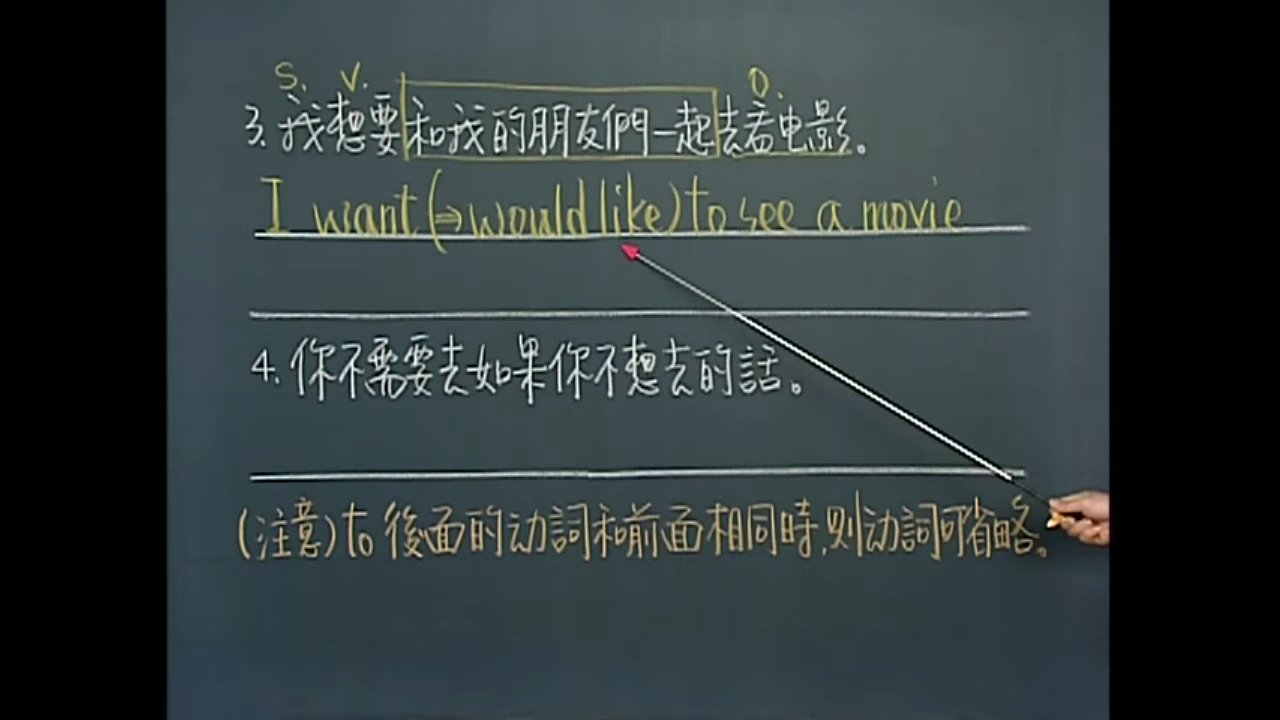 S. V. O.
3. 我想要和我的朋友們一起去看电影。
I want (⇒would like) to see a movie
4. 你不需要去如果你不想去的話。
(注意) to 後面的动詞和前面相同時,则动詞可省略。